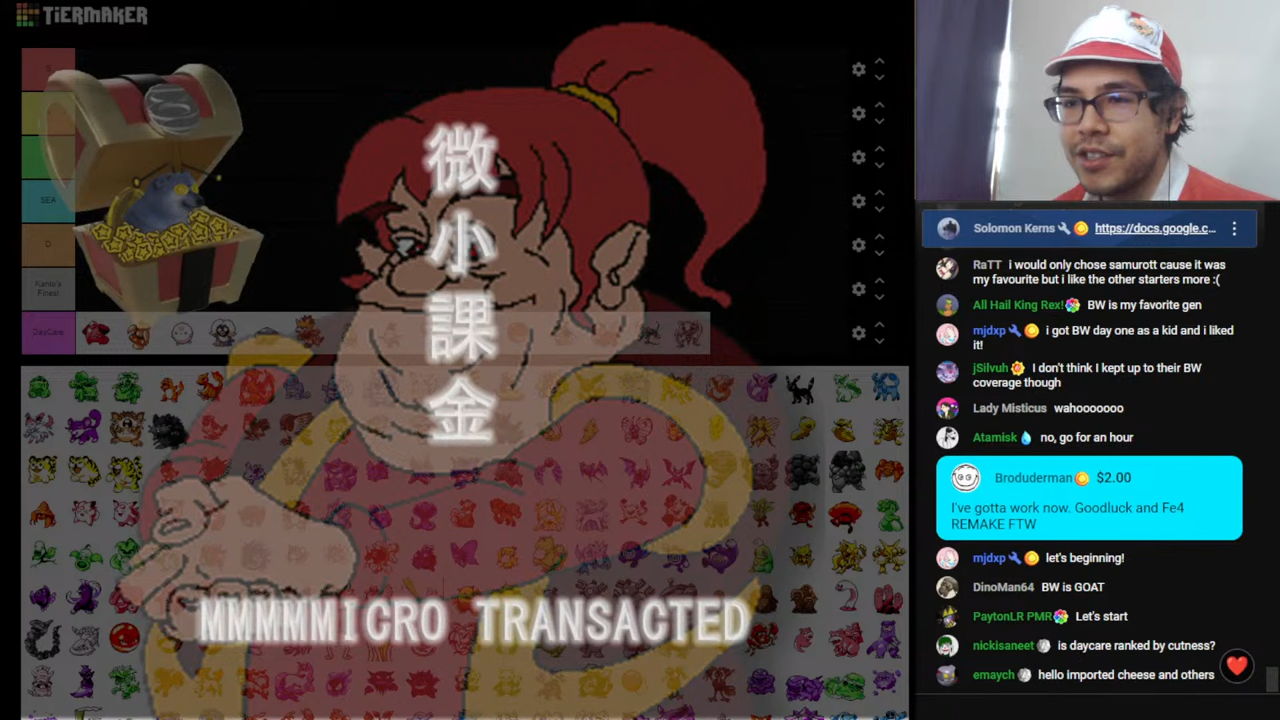 TIERMAKER
S
SEA
D
Kanto's
Finest
DayCare
微
小
課
金
MMMMMICRO TRANSACTED
Solomon Kerns https://docs.google.c...
RaTT i would only chose samurott cause it was
my favourite but i like the other starters more :(
All Hail King Rex! BW is my favorite gen
mjdxp i got BW day one as a kid and i liked
it!
jSilvuh I don't think I kept up to their BW
coverage though
Lady Misticus wahooooooo
Atamisk no, go for an hour
Broduderman $2.00
I've gotta work now. Goodluck and Fe4
REMAKE FTW
mjdxp let's beginning!
DinoMan64 BW is GOAT
PaytonLR PMR Let's start
nickisaneet is daycare ranked by cutness?
emaych hello imported cheese and others